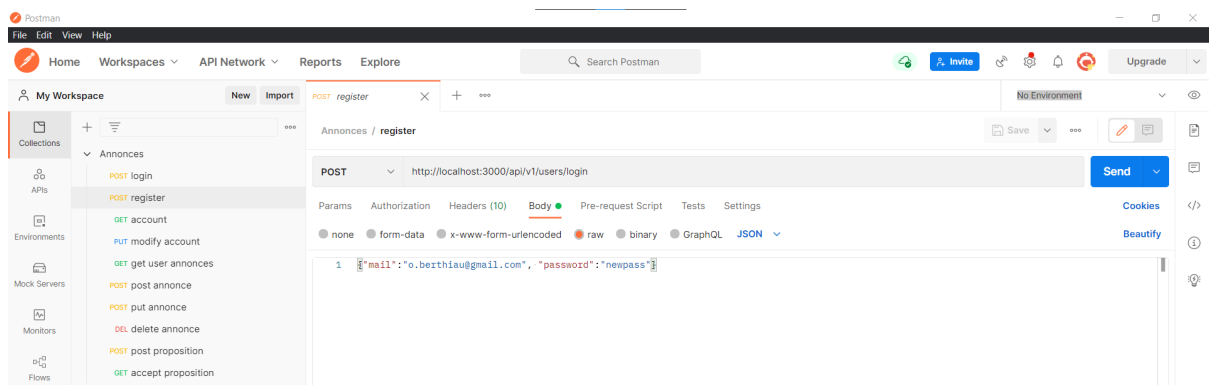 Postman
File Edit View Help
Home Workspaces API Network Reports Explore Search Postman Invite Upgrade
My Workspace New Import POST register No Environment
Collections
APIs
Environments
Mock Servers
Monitors
Flows
Annonces
POST login
POST register
GET account
PUT modify account
GET get user annonces
POST post annonce
POST put annonce
DEL delete annonce
POST post proposition
GET accept proposition
Annonces / register Save
POST http://localhost:3000/api/v1/users/login Send
Params Authorization Headers (10) Body Pre-request Script Tests Settings Cookies
none form-data x-www-form-urlencoded raw binary GraphQL JSON Beautify
1 {"mail":"o.berthiau@gmail.com", "password":"newpass"}